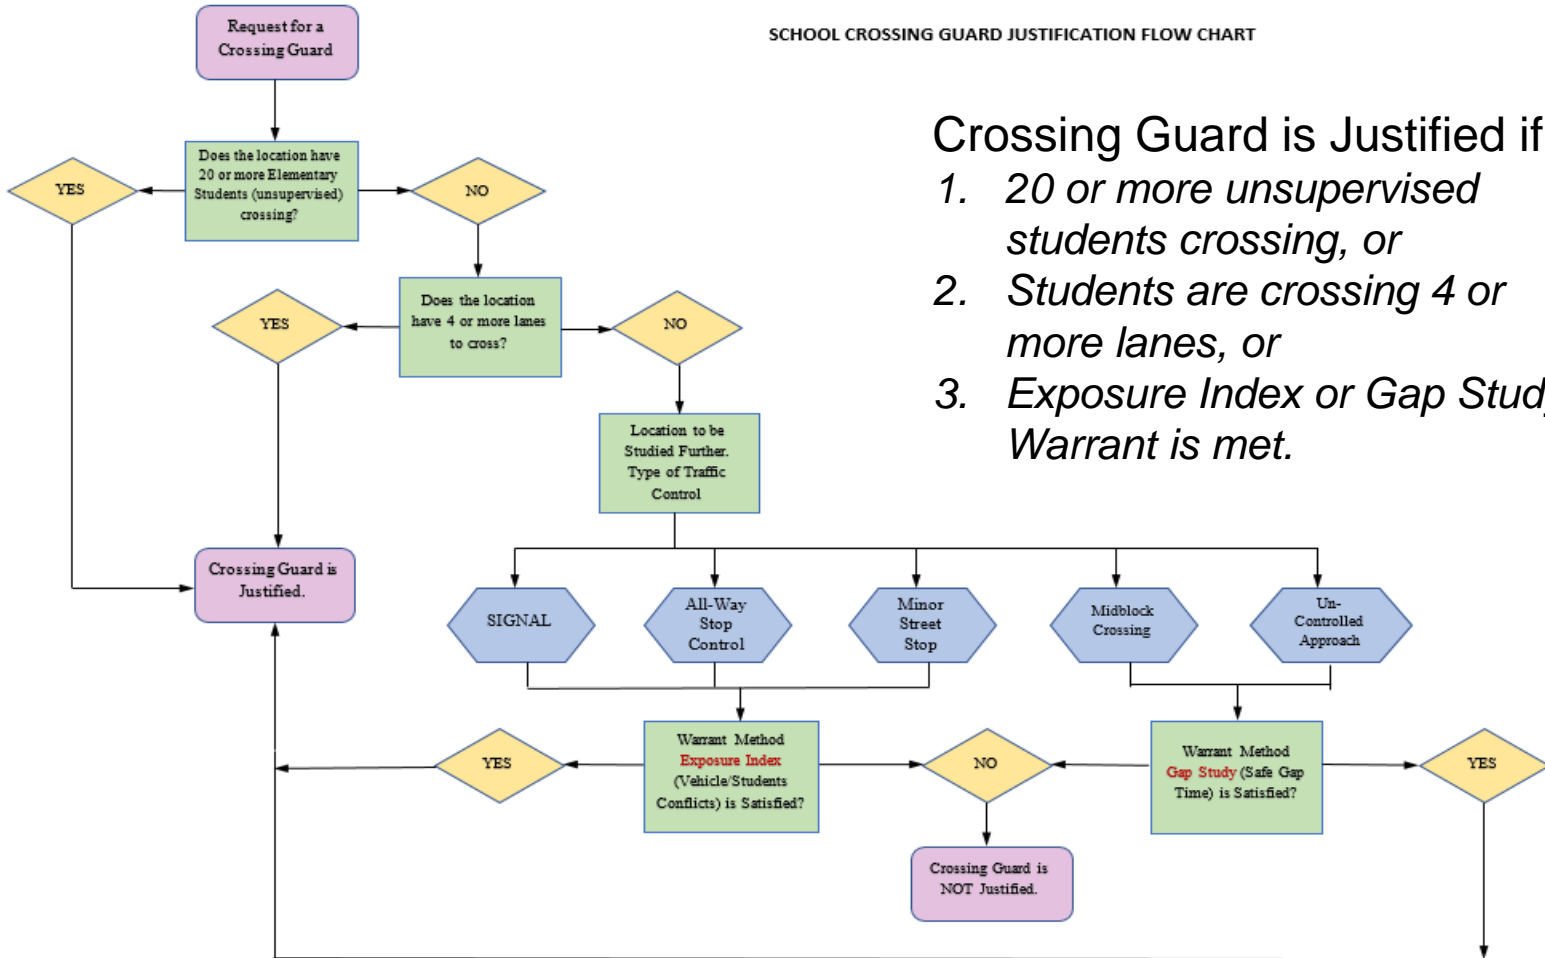 SCHOOL CROSSING GUARD JUSTIFICATION FLOW CHART
Request for a
Crossing Guard
Crossing Guard is Justified if
1. 20 or more unsupervised
students crossing, or
2. Students are crossing 4 or
more lanes, or
3. Exposure Index or Gap Study
Warrant is met.
Does the location have
20 or more Elementary
Students (unsupervised)
crossing?
YES
NO
Does the location
have 4 or more lanes
to cross?
YES
NO
Location to be
Studied Further.
Type of Traffic
Control
Crossing Guard is
Justified.
SIGNAL
All-Way
Stop
Control
Minor
Street
Stop
Midblock
Crossing
Un-
Controlled
Approach
YES
Warrant Method
Exposure Index
(Vehicle/Students
Conflicts) is Satisfied?
NO
Warrant Method
Gap Study (Safe Gap
Time) is Satisfied?
YES
Crossing Guard is
NOT Justified.